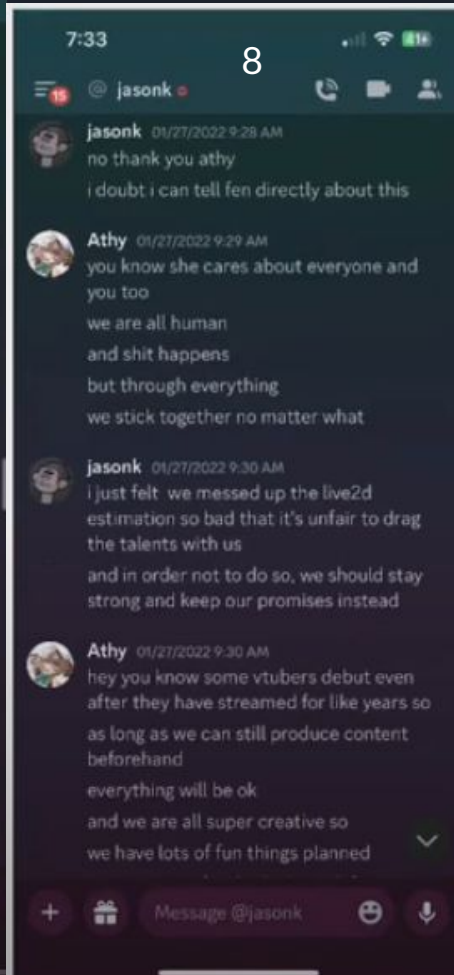 7:33
8
15
@ jasonk
jasonk 01/27/2022 9:28 AM
no thank you athy
i doubt i can tell fen directly about this
Athy 01/27/2022 9:29 AM
you know she cares about everyone and
you too
we are all human
and shit happens
but through everything
we stick together no matter what
jasonk 01/27/2022 9:30 AM
i just felt we messed up the live2d
estimation so bad that it's unfair to drag
the talents with us
and in order not to do so, we should stay
strong and keep our promises instead
Athy 01/27/2022 9:30 AM
hey you know some vtubers debut even
after they have streamed for like years so
as long as we can still produce content
beforehand
everything will be ok
and we are all super creative so
we have lots of fun things planned
Message @jasonk